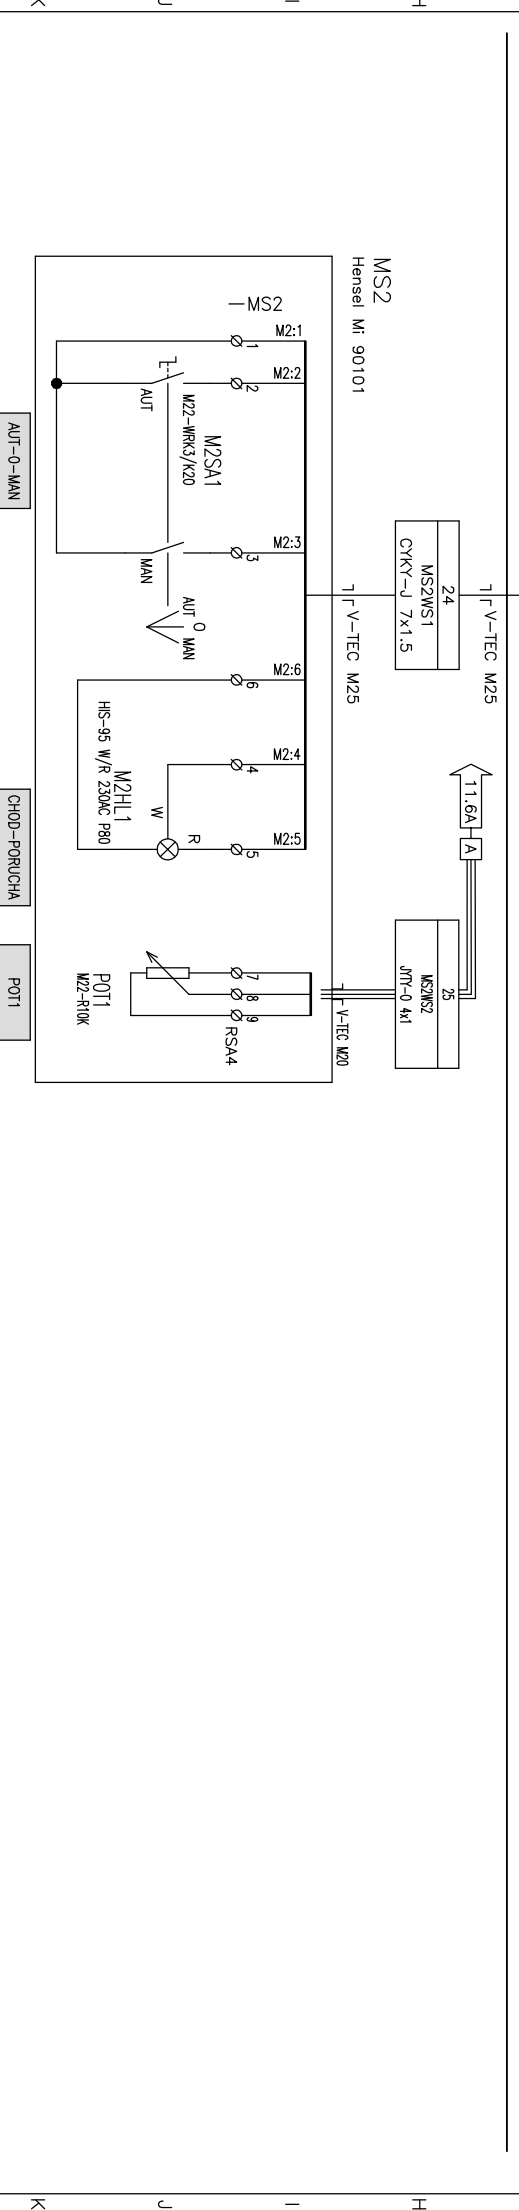 K
J
I
H
MS2
Hensel Mi 90101
-MS2
M2:1
M2:2
M2:3
M2:6
M2:4
M2:5
1
2
3
6
4
5
7
8
9
AUT
M22-WRK3/K20
M2SA1
MAN
AUT O MAN
24
MS2WS1
CYKY-J 7x1.5
V-TEC M25
V-TEC M25
11.6A
A
25
MS2WS2
JYTY-O 4x1
V-TEC M20
M2HL1
HIS-95 W/R 230AC P80
W
R
POT1
M22-R10K
RSA4
AUT-O-MAN
CHOD-PORUCHA
POT1
K
J
I
H